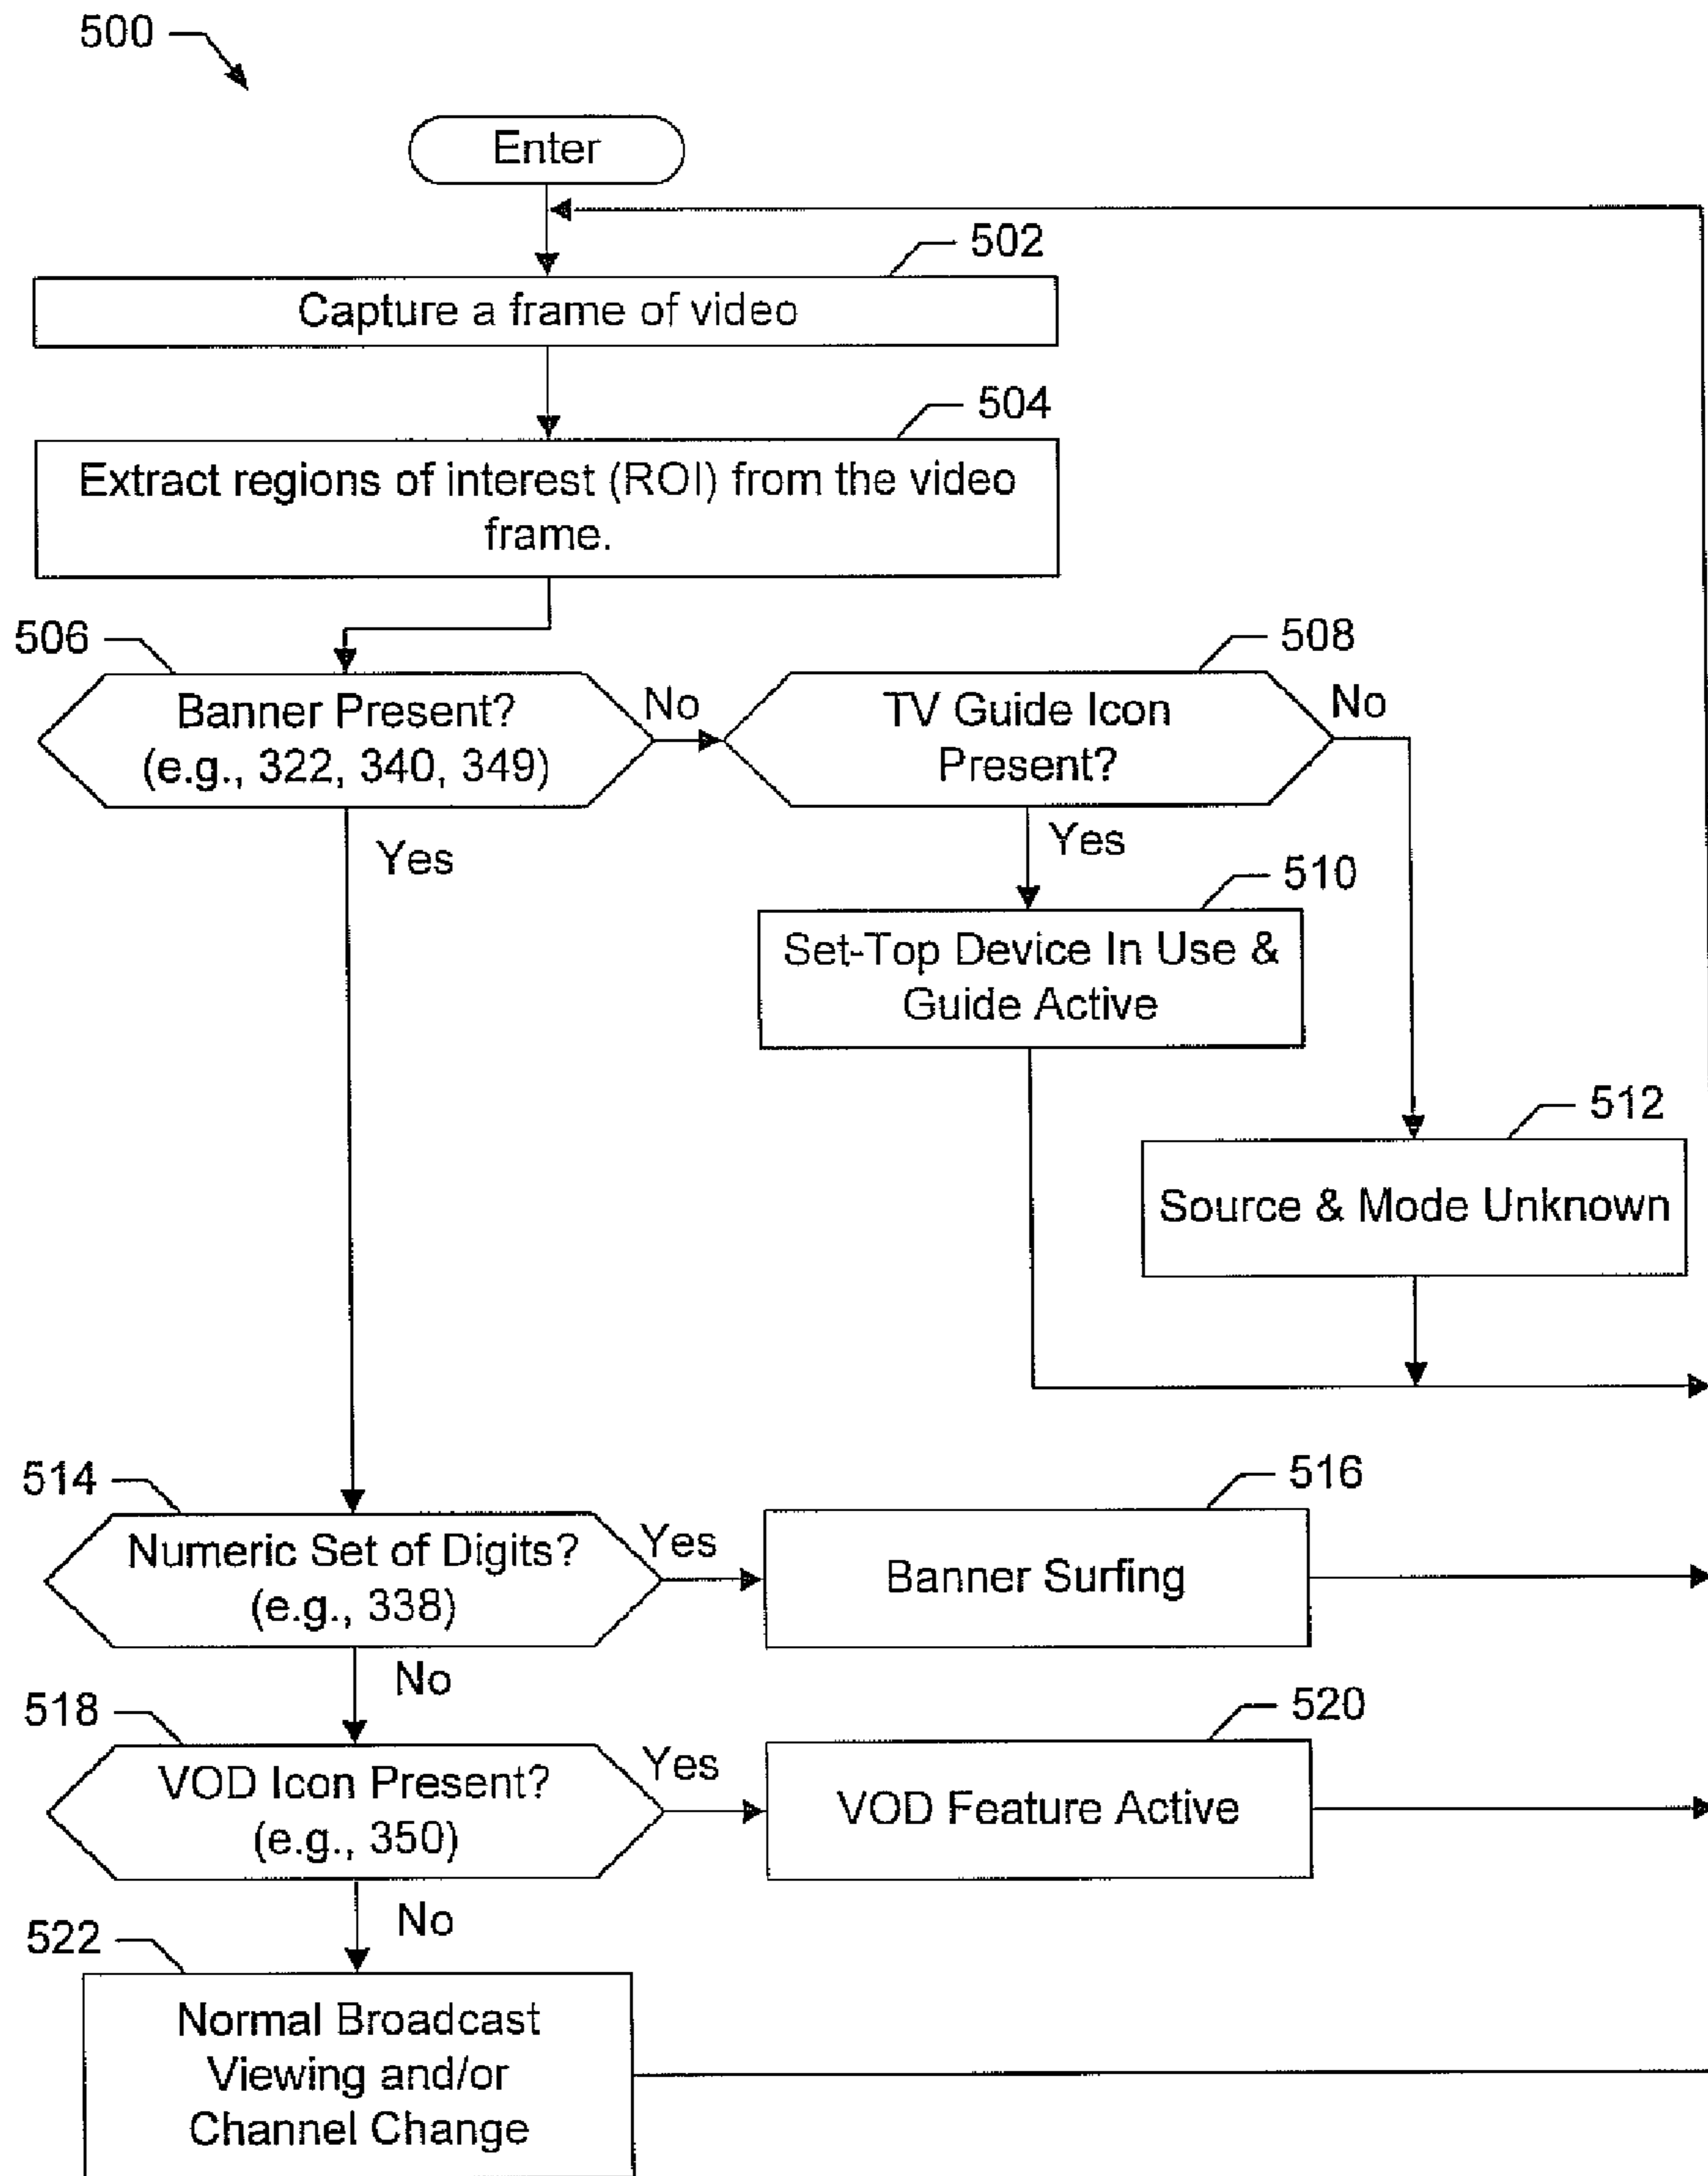 500
Enter
502
Capture a frame of video
504
Extract regions of interest (ROI) from the video
frame.
506
Banner Present?
(e.g., 322, 340, 349)
No
508
TV Guide Icon
Present?
No
Yes
Yes
510
Set-Top Device In Use &
Guide Active
512
Source & Mode Unknown
514
Numeric Set of Digits?
(e.g., 338)
Yes
516
Banner Surfing
No
518
VOD Icon Present?
(e.g., 350)
Yes
520
VOD Feature Active
No
522
Normal Broadcast
Viewing and/or
Channel Change